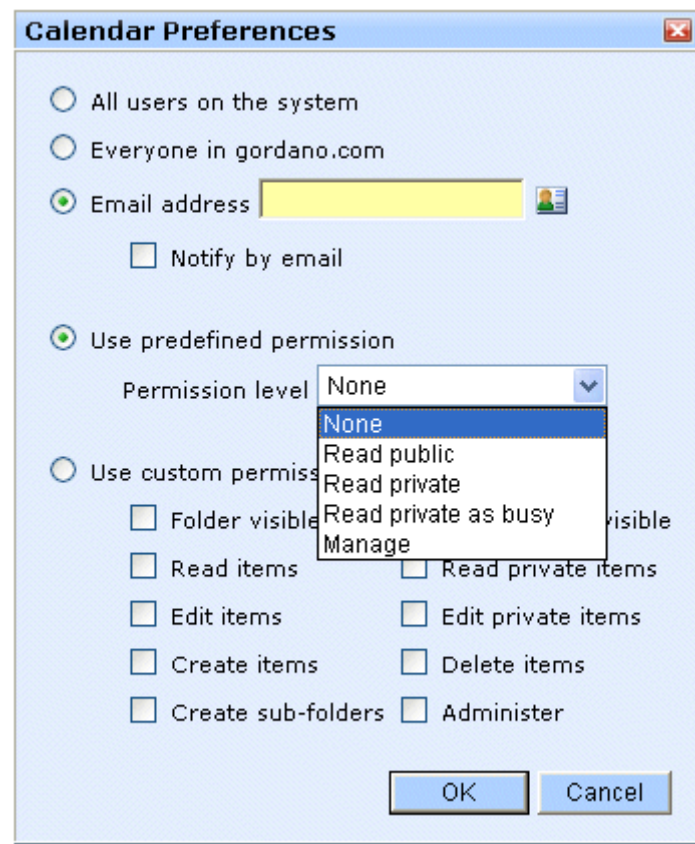 Calendar Preferences
All users on the system
Everyone in gordano.com
Email address
Notify by email
Use predefined permission
Permission level None
None
Read public
Read private
Read private as busy
Manage
Use custom
Folder visible visible
Read items Read private items
Edit items Edit private items
Create items Delete items
Create sub-folders Administer
OK Cancel